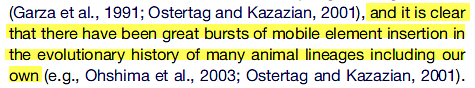 (Garza et al., 1991; Ostertag and Kazazian, 2001), and it is clear
that there have been great bursts of mobile element insertion in
the evolutionary history of many animal lineages including our
own (e.g., Ohshima et al., 2003; Ostertag and Kazazian, 2001).